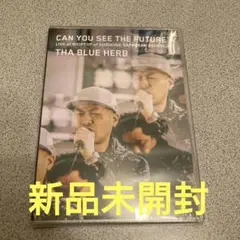 CAN YOU SEE THE FUTURE?
THA BLUE HERB
新品未開封